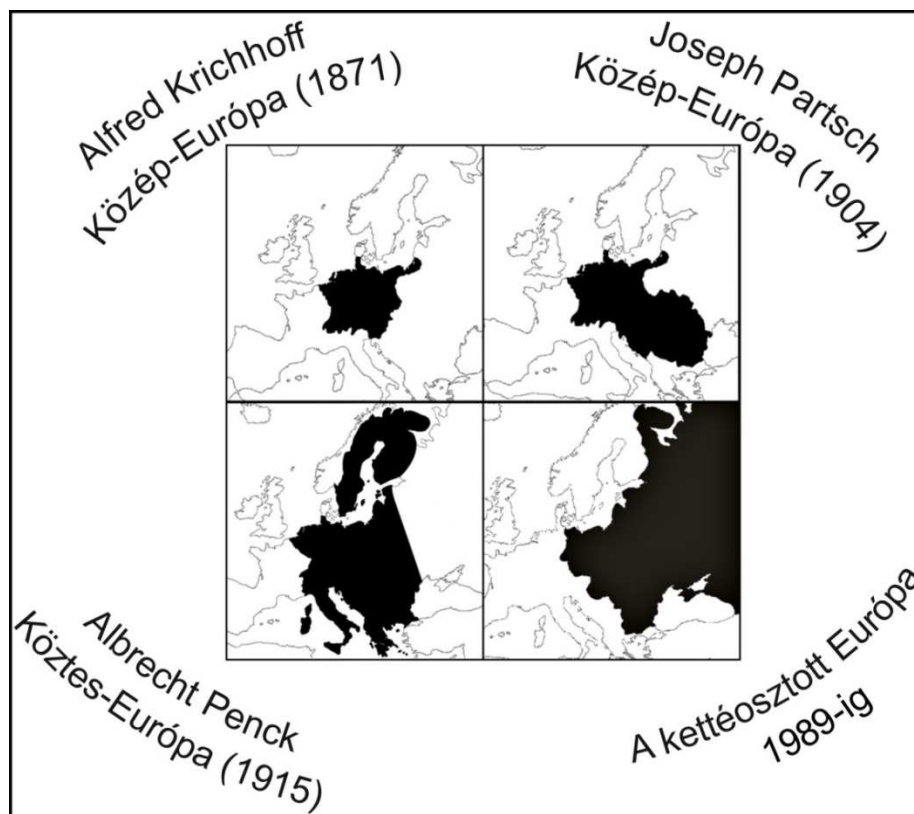 Alfred Krichhoff
Közép-Európa (1871)
Joseph Partsch
Közép-Európa (1904)
Albrecht Penck
Köztes-Európa (1915)
A kettéosztott Európa
1989-ig